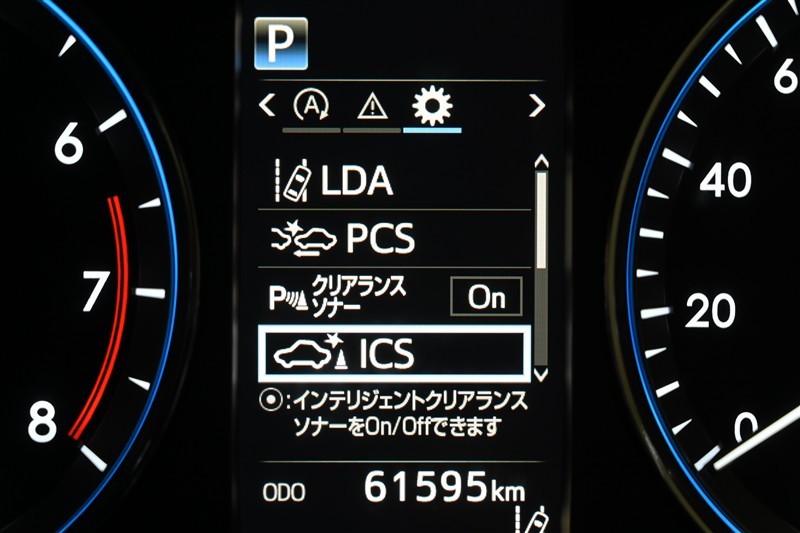 P
LDA
PCS
P クリアランス
ソナー
On
ICS
:インテリジェントクリアランス
ソナーをOn/Offできます
ODO 61595km
6
7
8
6
40
20
0